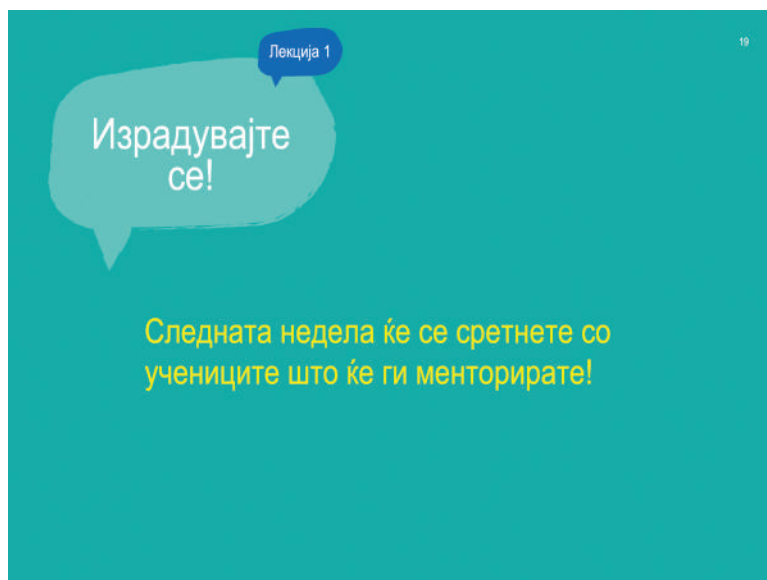 Лекција 1
19
Израдувајте
се!
Следната недела ќе се сретнете со
учениците што ќе ги менторирате!